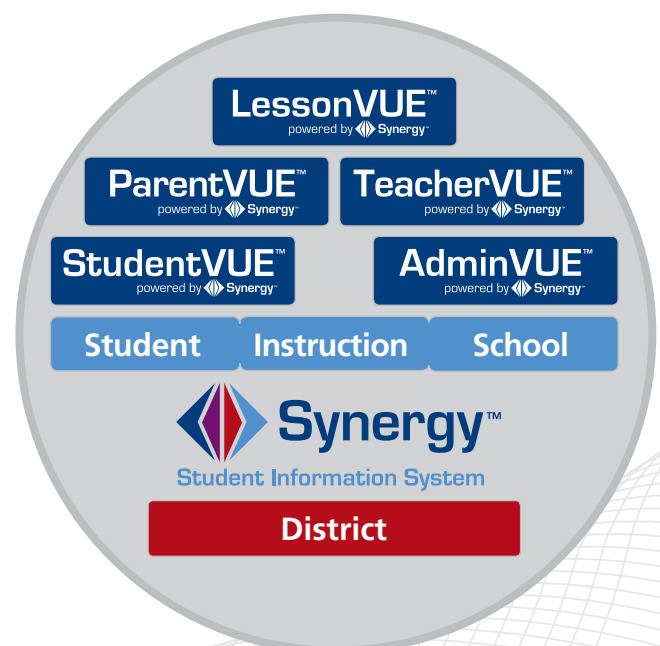 LessonVUE™
powered by Synergy™
ParentVUE™ TeacherVUE™
powered by Synergy™ powered by Synergy™
StudentVUE™ AdminVUE™
powered by Synergy™ powered by Synergy™
Student Instruction School
Synergy™
Student Information System
District